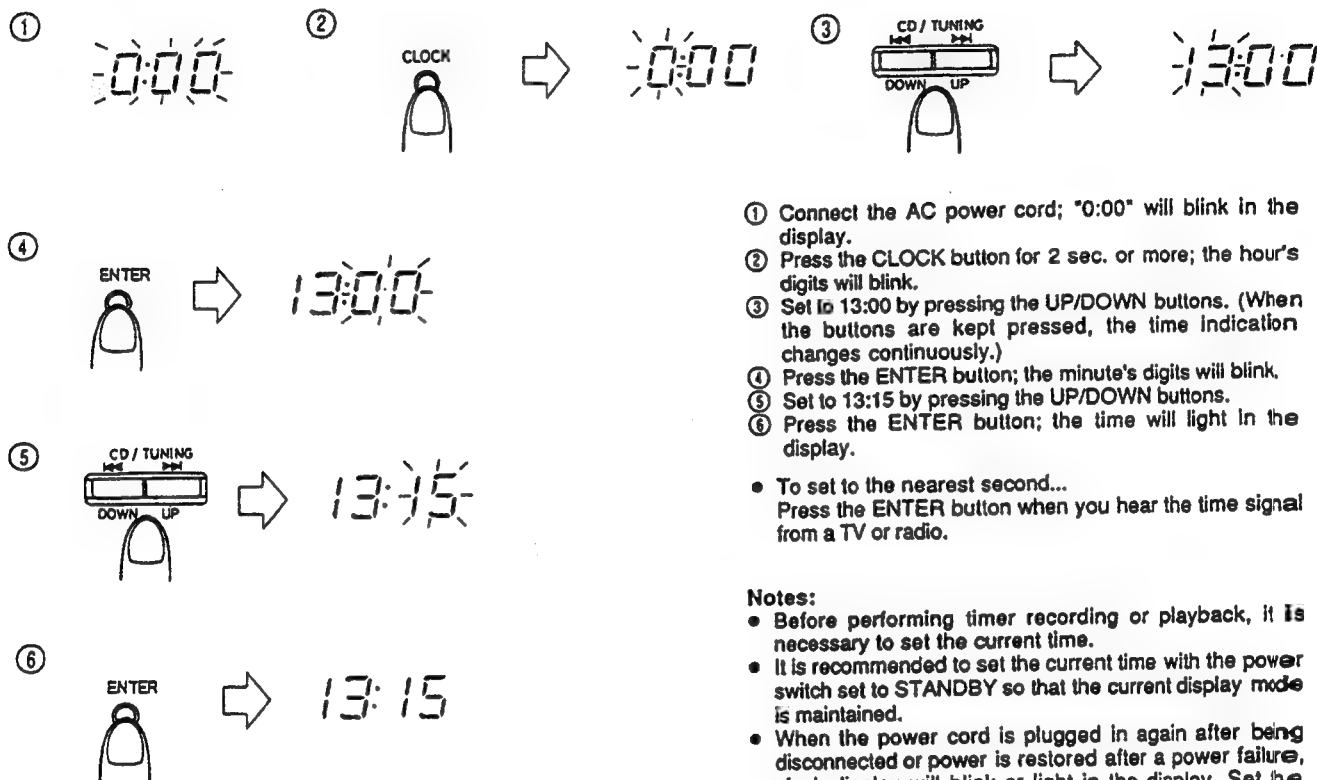 ①
0:00
②
CLOCK
0:00
③
CD / TUNING
DOWN UP
13:00
④
ENTER
13:00
⑤
CD / TUNING
DOWN UP
13:15
⑥
ENTER
13:15
① Connect the AC power cord; "0:00" will blink in the
display.
② Press the CLOCK button for 2 sec. or more; the hour's
digits will blink.
③ Set to 13:00 by pressing the UP/DOWN buttons. (When
the buttons are kept pressed, the time indication
changes continuously.)
④ Press the ENTER button; the minute's digits will blink.
⑤ Set to 13:15 by pressing the UP/DOWN buttons.
⑥ Press the ENTER button; the time will light in the
display.
● To set to the nearest second...
Press the ENTER button when you hear the time signal
from a TV or radio.
Notes:
● Before performing timer recording or playback, it is
necessary to set the current time.
● It is recommended to set the current time with the power
switch set to STANDBY so that the current display mode
is maintained.
● When the power cord is plugged in again after being
disconnected or power is restored after a power failure,
display will blink or light in the display. Set the